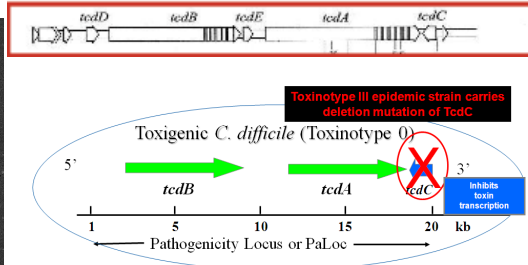 tcdD tcdB tcdE tcdA tcdC
Toxinotype III epidemic strain carries
deletion mutation of TcdC
Toxigenic C. difficile (Toxinotype 0)
5’ 3’
tcdB tcdA tcdC
Inhibits
toxin
transcription
1 5 10 15 20 kb
Pathogenicity Locus or PaLoc